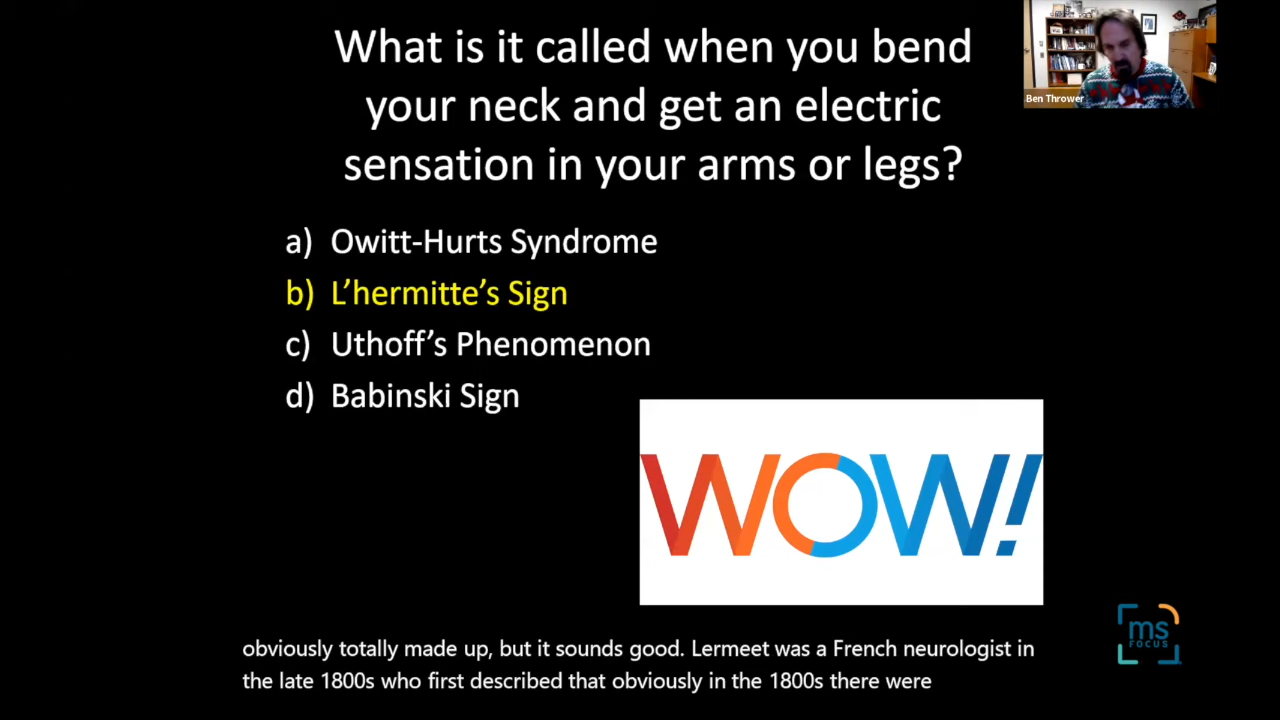 What is it called when you bend
your neck and get an electric
sensation in your arms or legs?
Ben Thrower
a) Owitt-Hurts Syndrome
b) L’hermitte’s Sign
c) Uthoff’s Phenomenon
d) Babinski Sign
WOW!
ms
FOCUS
obviously totally made up, but it sounds good. Lermeet was a French neurologist in
the late 1800s who first described that obviously in the 1800s there were